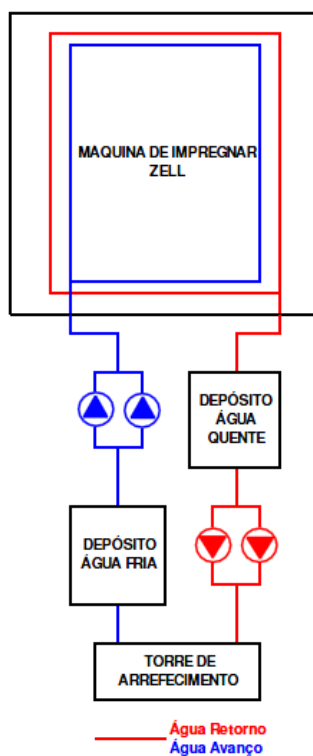 MAQUINA DE IMPREGNAR
ZELL
DEPÓSITO
ÁGUA
QUENTE
DEPÓSITO
ÁGUA FRIA
TORRE DE
ARREFECIMENTO
Água Retorno
Água Avanço